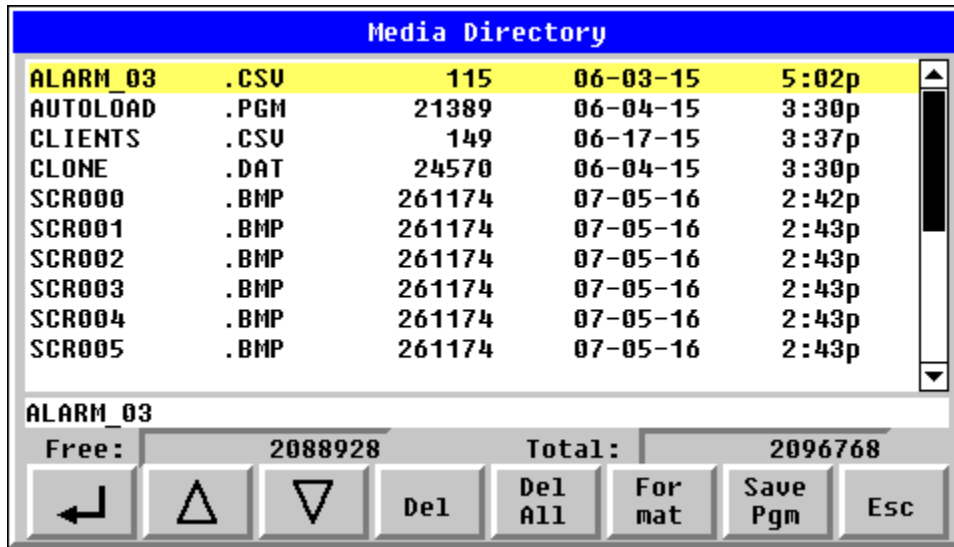 Media Directory
ALARM_03 .CSV 115 06-03-15 5:02p
AUTOLOAD .PGM 21389 06-04-15 3:30p
CLIENTS .CSV 149 06-17-15 3:37p
CLONE .DAT 24570 06-04-15 3:30p
SCR000 .BMP 261174 07-05-16 2:42p
SCR001 .BMP 261174 07-05-16 2:43p
SCR002 .BMP 261174 07-05-16 2:43p
SCR003 .BMP 261174 07-05-16 2:43p
SCR004 .BMP 261174 07-05-16 2:43p
SCR005 .BMP 261174 07-05-16 2:43p
ALARM_03
Free: 2088928 Total: 2096768
Del
Del
All
For
mat
Save
Pgm
Esc